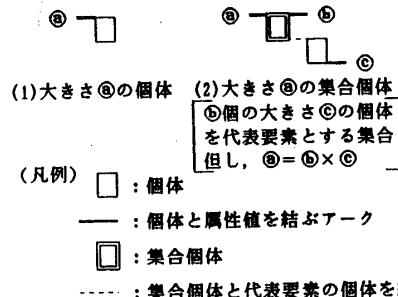 ⓐ
ⓐ ⓑ
ⓒ
(1)大きさⓐの個体
(2)大きさⓐの集合個体
ⓑ個の大きさⓒの個体
を代表要素とする集合
但し, ⓐ=ⓑ×ⓒ
(凡例)
:個体
:個体と属性値を結ぶアーク
:集合個体
:集合個体と代表要素の個体を